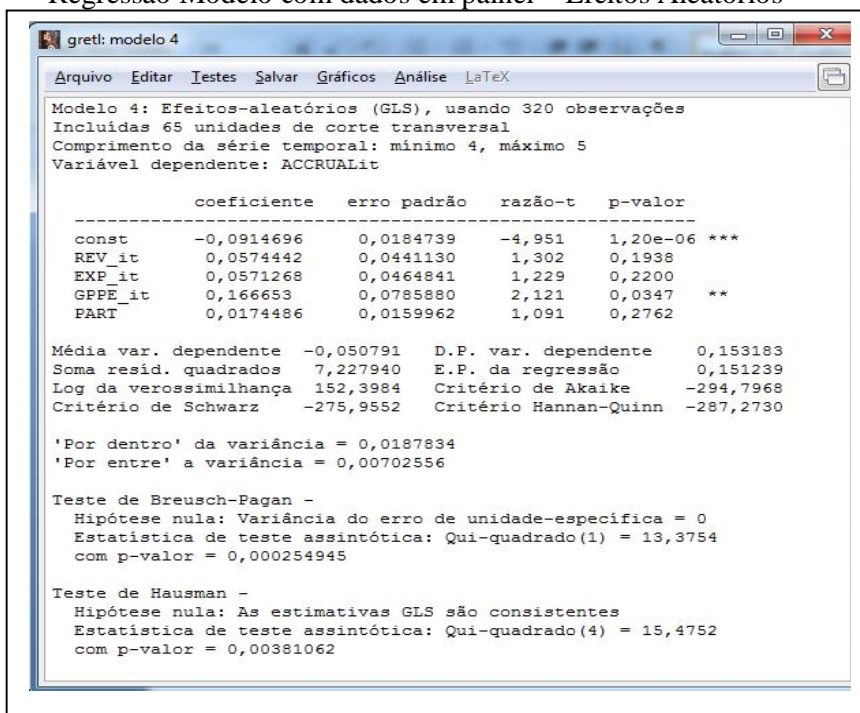 Regressão Modelo com dados em painel – Efeitos Aleatórios
gretl: modelo 4
Arquivo Editar Testes Salvar Gráficos Análise LaTeX
Modelo 4: Efeitos-aleatórios (GLS), usando 320 observações
Incluídas 65 unidades de corte transversal
Comprimento da série temporal: mínimo 4, máximo 5
Variável dependente: ACCRUALit
coeficiente erro padrão razão-t p-valor
const -0,0914696 0,0184739 -4,951 1,20e-06 ***
REV_it 0,0574442 0,0441130 1,302 0,1938
EXP_it 0,0571268 0,0464841 1,229 0,2200
GPPE_it 0,166653 0,0785880 2,121 0,0347 **
PART 0,0174486 0,0159962 1,091 0,2762
Média var. dependente -0,050791 D.P. var. dependente 0,153183
Soma resíd. quadrados 7,227940 E.P. da regressão 0,151239
Log da verossimilhança 152,3984 Critério de Akaike -294,7968
Critério de Schwarz -275,9552 Critério Hannan-Quinn -287,2730
'Por dentro' da variância = 0,0187834
'Por entre' a variância = 0,00702556
Teste de Breusch-Pagan -
Hipótese nula: Variância do erro de unidade-específica = 0
Estatística de teste assintótica: Qui-quadrado(1) = 13,3754
com p-valor = 0,000254945
Teste de Hausman -
Hipótese nula: As estimativas GLS são consistentes
Estatística de teste assintótica: Qui-quadrado(4) = 15,4752
com p-valor = 0,00381062